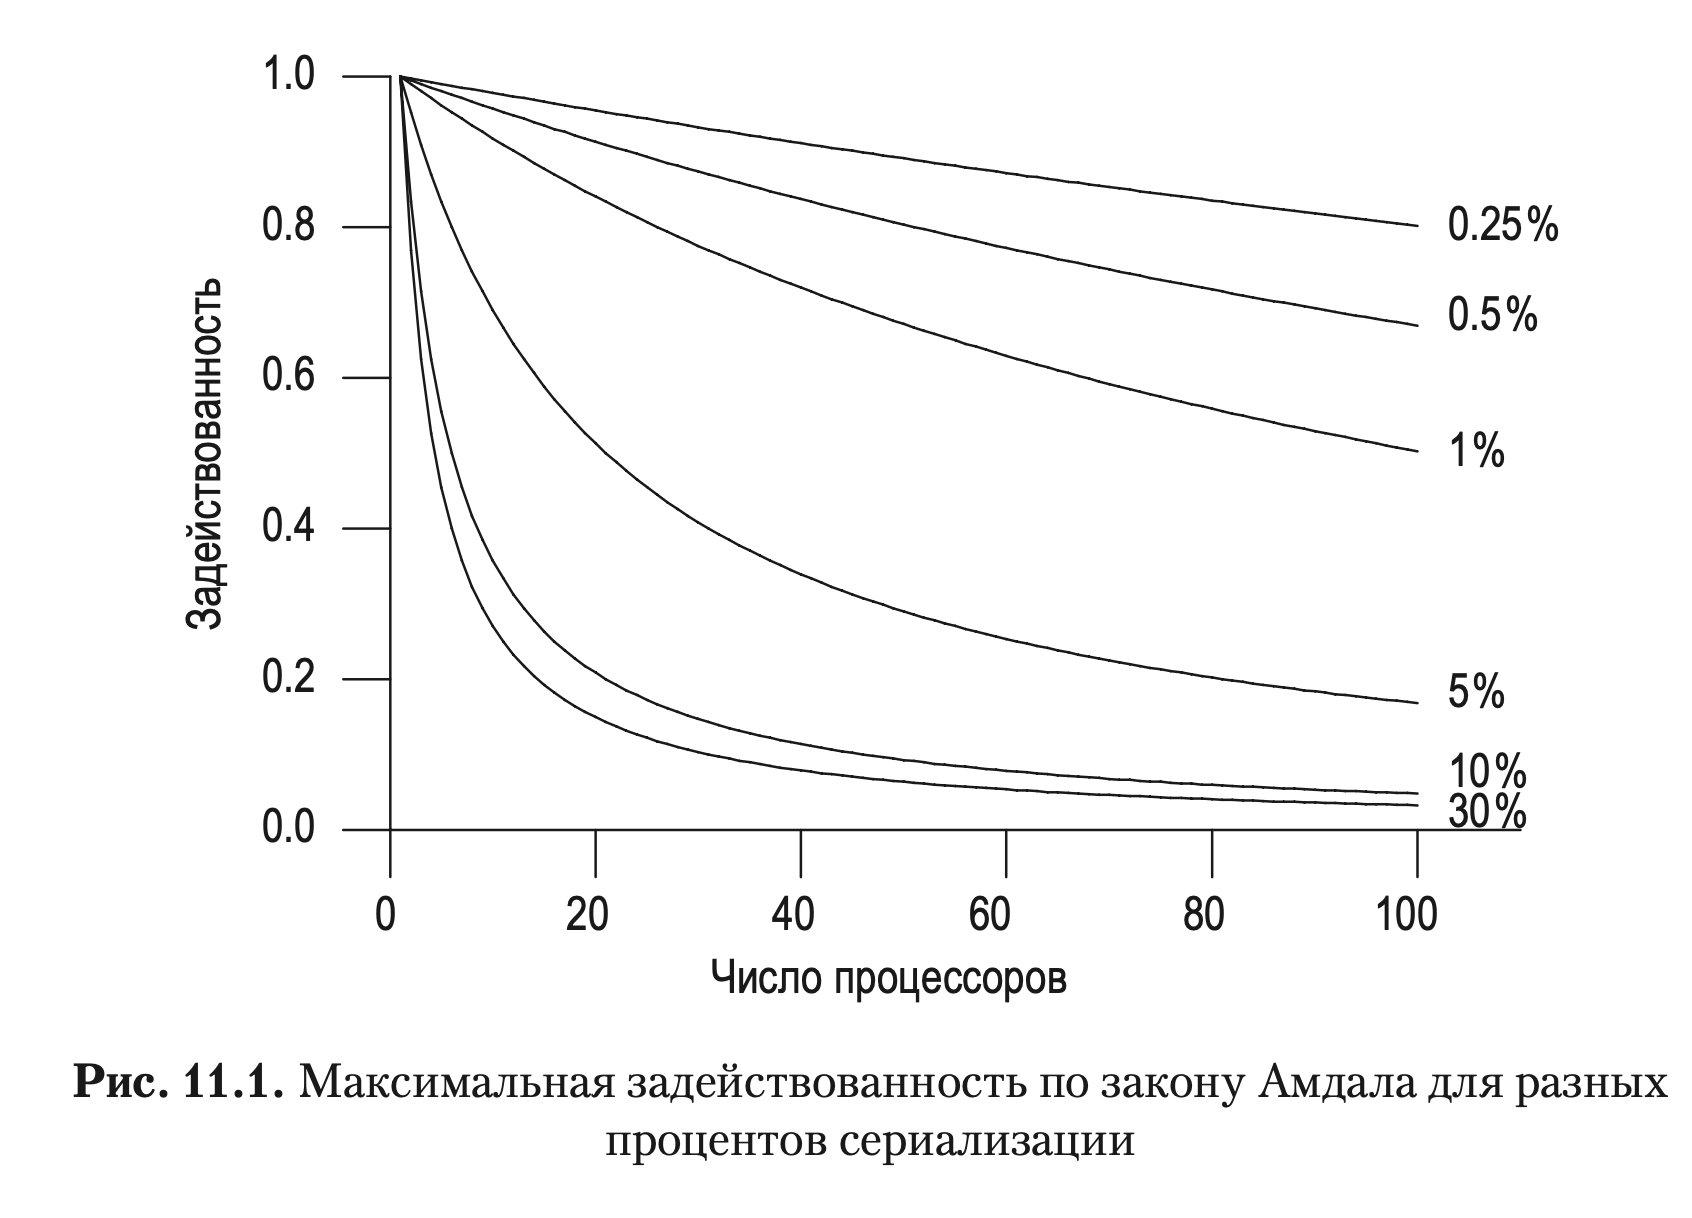 1.0
0.8
0.6
0.4
0.2
0.0
Задействованность
0.25%
0.5%
1%
5%
10%
30%
0 20 40 60 80 100
Число процессоров
Рис. 11.1. Максимальная задействованность по закону Амдала для разных
процентов сериализации